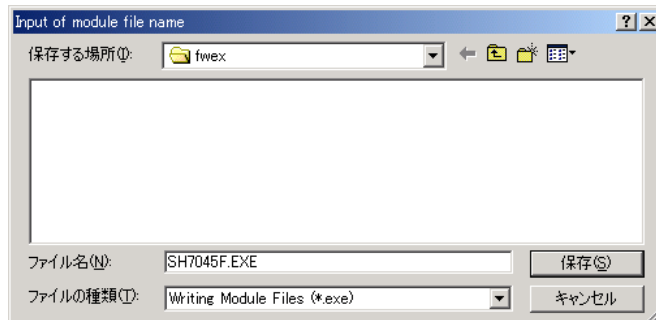 Input of module file name
保存する場所(I):
fwex
ファイル名(N):
SH7045F.EXE
保存(S)
ファイルの種類(T):
Writing Module Files (*.exe)
キャンセル